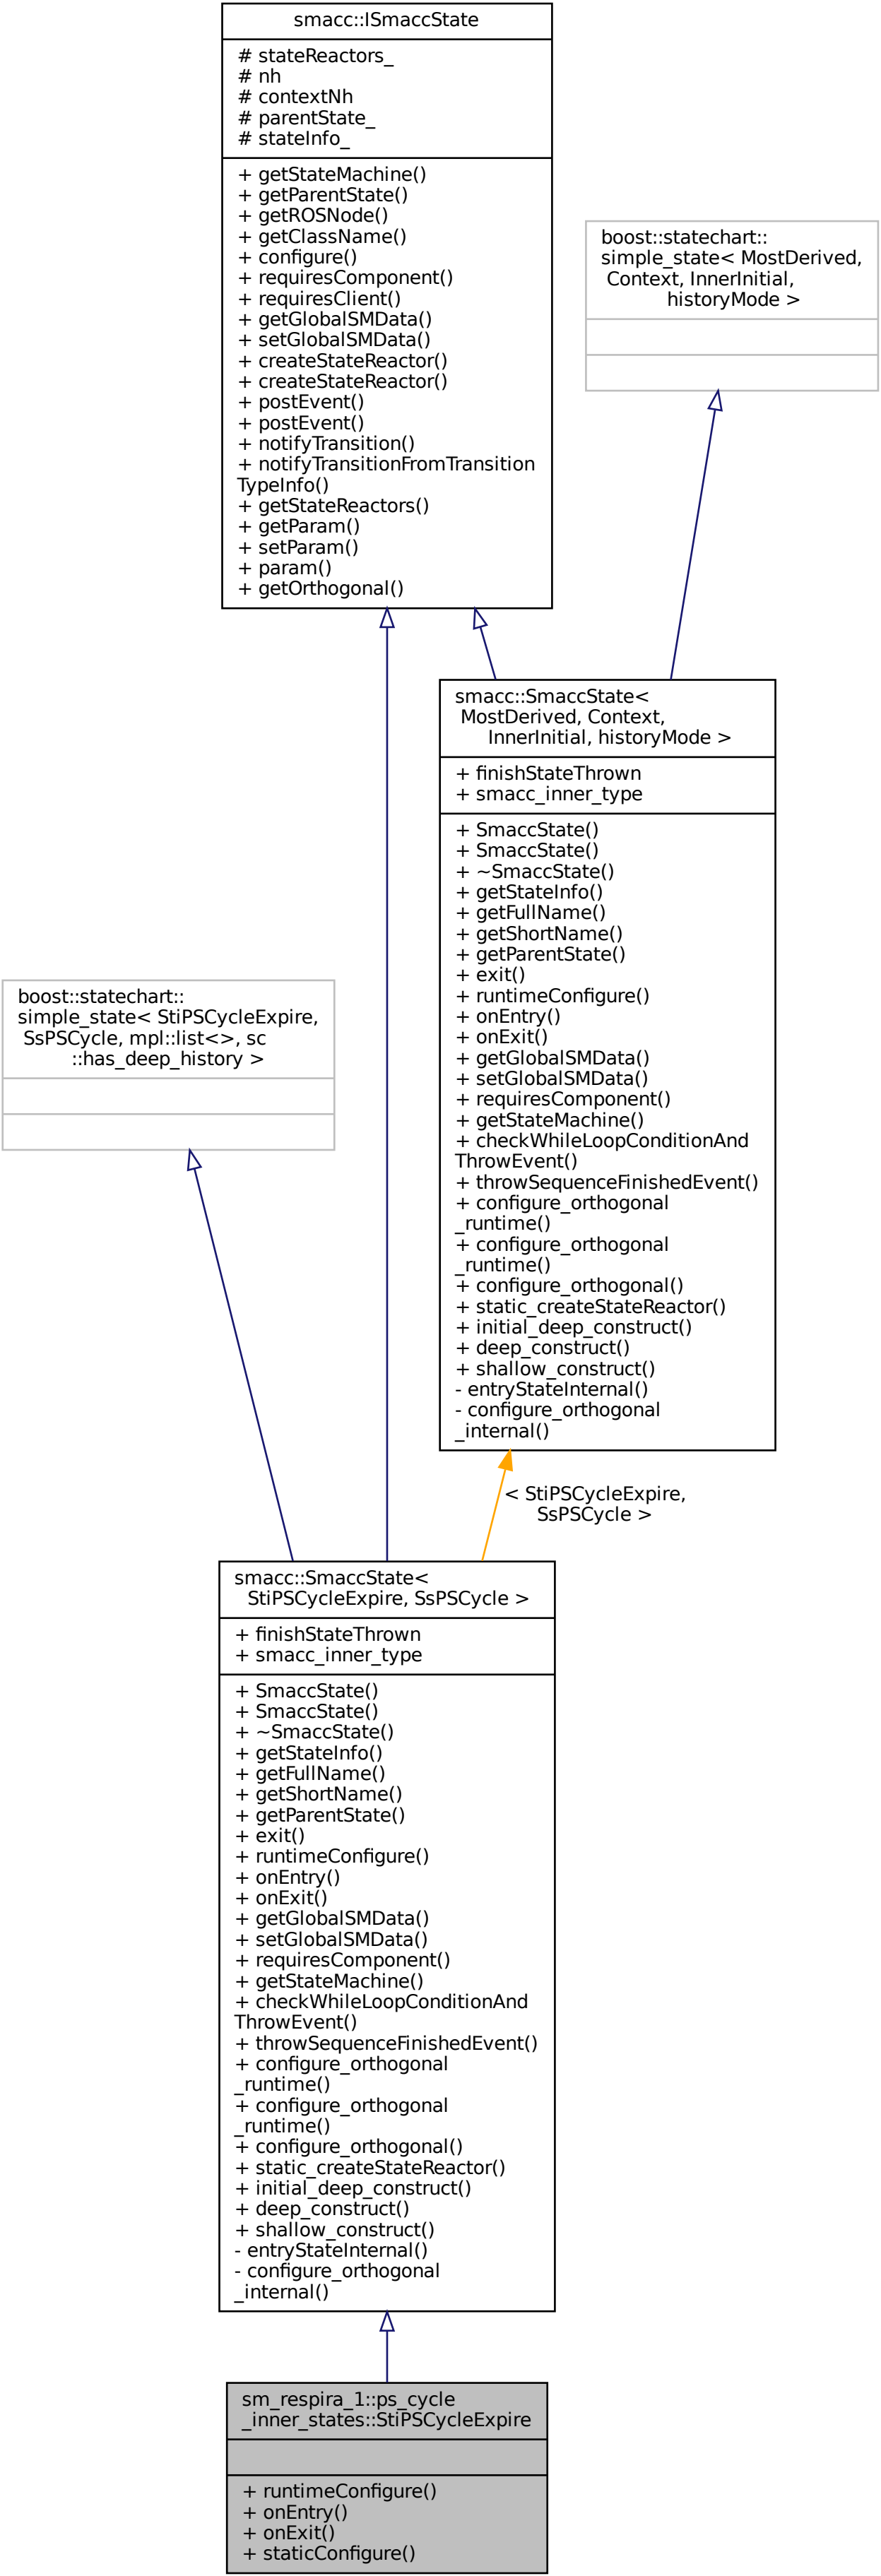 smacc::ISmaccState
# stateReactors_
# nh
# contextNh
# parentState_
# stateInfo_
+ getStateMachine()
+ getParentState()
+ getROSNode()
+ getClassName()
+ configure()
+ requiresComponent()
+ requiresClient()
+ getGlobalSMData()
+ setGlobalSMData()
+ createStateReactor()
+ createStateReactor()
+ postEvent()
+ postEvent()
+ notifyTransition()
+ notifyTransitionFromTransition
TypeInfo()
+ getStateReactors()
+ getParam()
+ setParam()
+ param()
+ getOrthogonal()
boost::statechart::
simple_state< MostDerived,
Context, InnerInitial,
historyMode >
smacc::SmaccState<
MostDerived, Context,
InnerInitial, historyMode >
+ finishStateThrown
+ smacc_inner_type
+ SmaccState()
+ SmaccState()
+ ~SmaccState()
+ getStateInfo()
+ getFullName()
+ getShortName()
+ getParentState()
+ exit()
+ runtimeConfigure()
+ onEntry()
+ onExit()
+ getGlobalSMData()
+ setGlobalSMData()
+ requiresComponent()
+ getStateMachine()
+ checkWhileLoopConditionAnd
ThrowEvent()
+ throwSequenceFinishedEvent()
+ configure_orthogonal
_runtime()
+ configure_orthogonal
_runtime()
+ configure_orthogonal()
+ static_createStateReactor()
+ initial_deep_construct()
+ deep_construct()
+ shallow_construct()
- entryStateInternal()
- configure_orthogonal
_internal()
boost::statechart::
simple_state< StiPSCycleExpire,
SsPSCycle, mpl::list<>, sc
::has_deep_history >
< StiPSCycleExpire,
SsPSCycle >
smacc::SmaccState<
StiPSCycleExpire, SsPSCycle >
+ finishStateThrown
+ smacc_inner_type
+ SmaccState()
+ SmaccState()
+ ~SmaccState()
+ getStateInfo()
+ getFullName()
+ getShortName()
+ getParentState()
+ exit()
+ runtimeConfigure()
+ onEntry()
+ onExit()
+ getGlobalSMData()
+ setGlobalSMData()
+ requiresComponent()
+ getStateMachine()
+ checkWhileLoopConditionAnd
ThrowEvent()
+ throwSequenceFinishedEvent()
+ configure_orthogonal
_runtime()
+ configure_orthogonal
_runtime()
+ configure_orthogonal()
+ static_createStateReactor()
+ initial_deep_construct()
+ deep_construct()
+ shallow_construct()
- entryStateInternal()
- configure_orthogonal
_internal()
sm_respira_1::ps_cycle
_inner_states::StiPSCycleExpire
+ runtimeConfigure()
+ onEntry()
+ onExit()
+ staticConfigure()